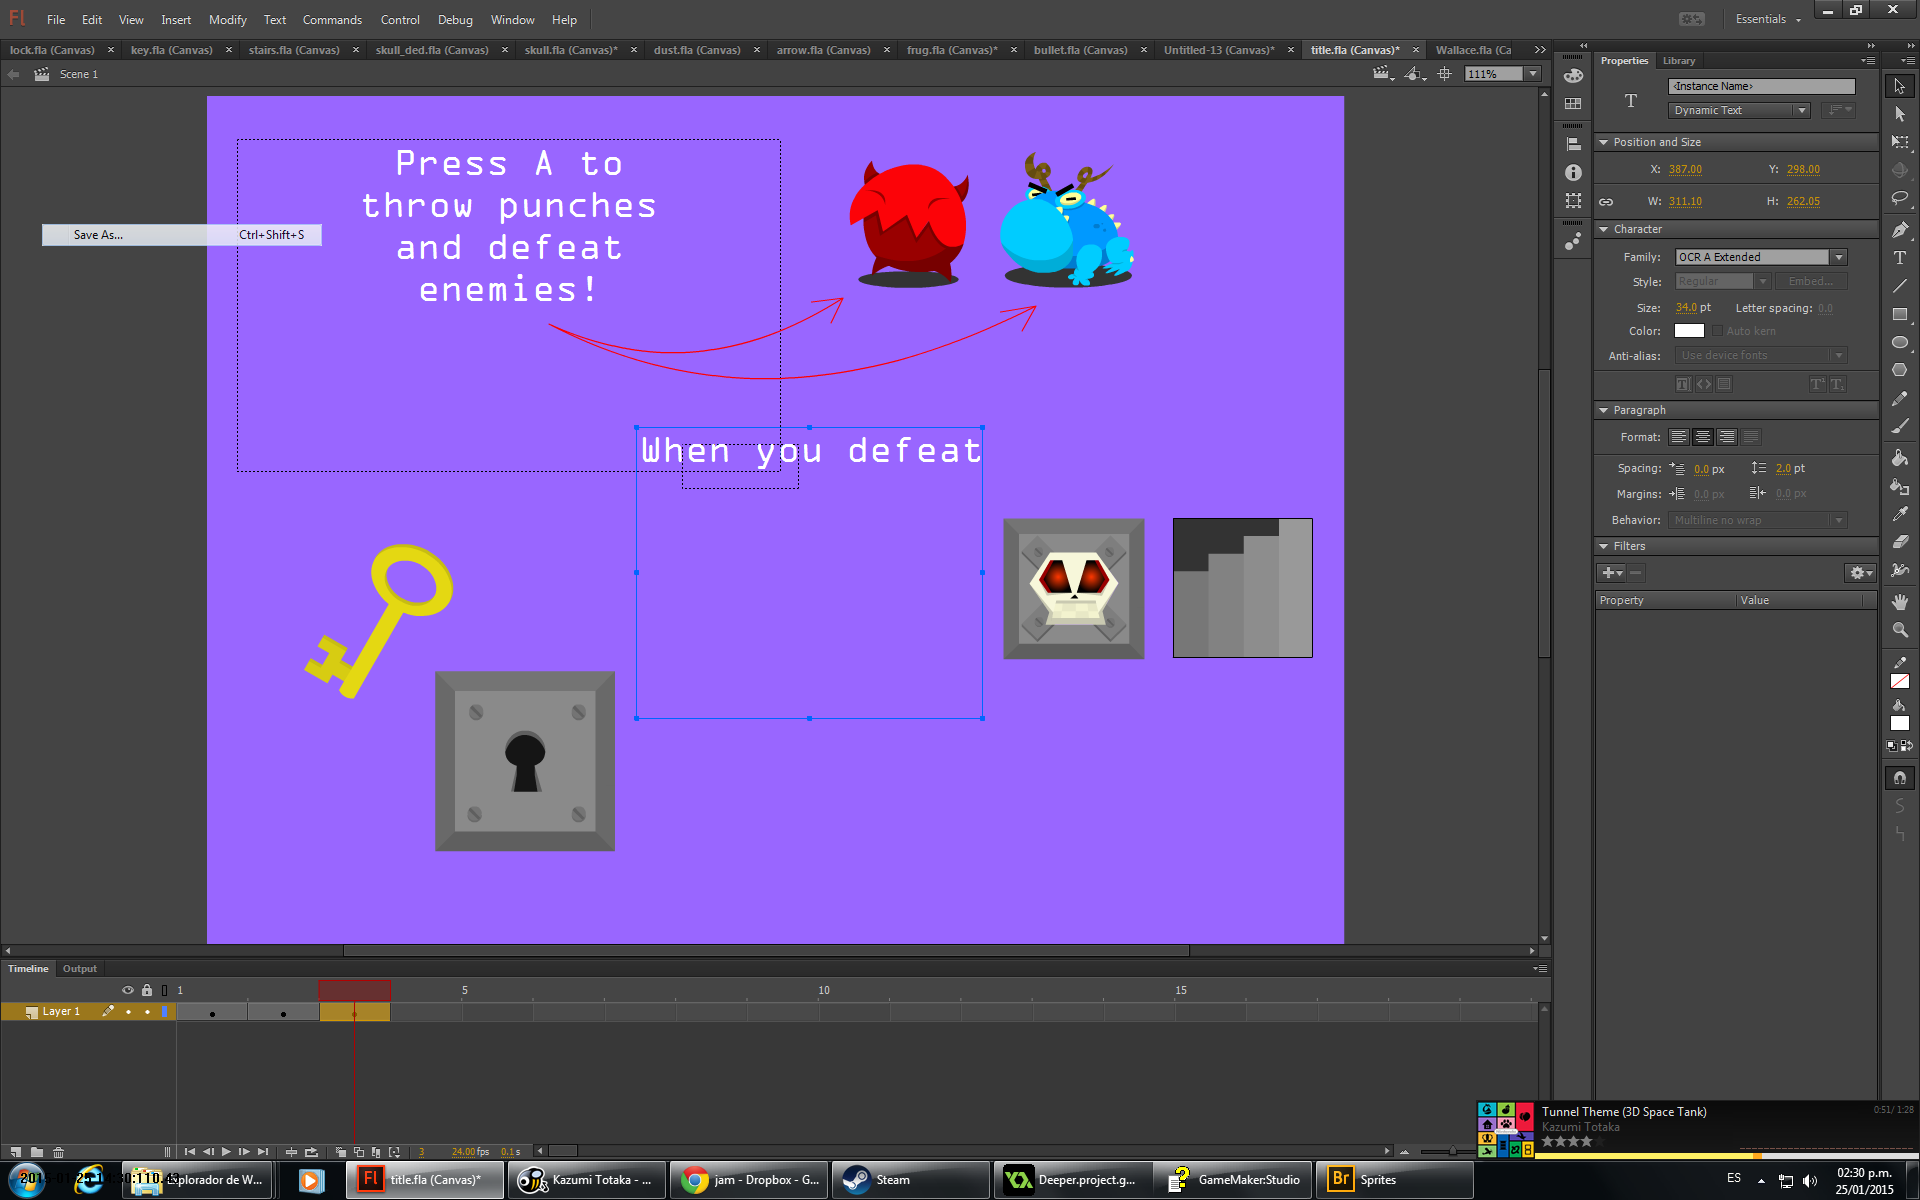 Fl File Edit View Insert Modify Text Commands Control Debug Window Help Essentials
lock.fla (Canvas) key.fla (Canvas) stairs.fla (Canvas) skull_ded.fla (Canvas) skull.fla (Canvas)* dust.fla (Canvas) arrow.fla (Canvas) frug.fla (Canvas)* bullet.fla (Canvas) Untitled-13 (Canvas)* title.fla (Canvas)* Wallace.fla (Ca
Scene 1 111%
Press A to
throw punches
and defeat
enemies!
Save As... Ctrl+Shift+S
When you defeat
Properties Library
<Instance Name>
T Dynamic Text
Position and Size
X: 387.00 Y: 298.00
W: 311.10 H: 262.05
Character
Family: OCR A Extended
Style: Regular Embed...
Size: 34.0 pt Letter spacing: 0.0
Color: Auto kern
Anti-alias: Use device fonts
Paragraph
Format:
Spacing: 0.0 px 2.0 pt
Margins: 0.0 px 0.0 px
Behavior: Multiline no wrap
Filters
Property Value
Timeline Output
1 5 10 15
Layer 1
3 24.00 fps 0.1 s
Tunnel Theme (3D Space Tank) 0:51/ 1:28
Kazumi Totaka
title.fla (Canvas)* Kazumi Totaka - ... jam - Dropbox - G... Steam Deeper.project.g... GameMaker:Studio Br Sprites
ES 02:30 p.m.
25/01/2015